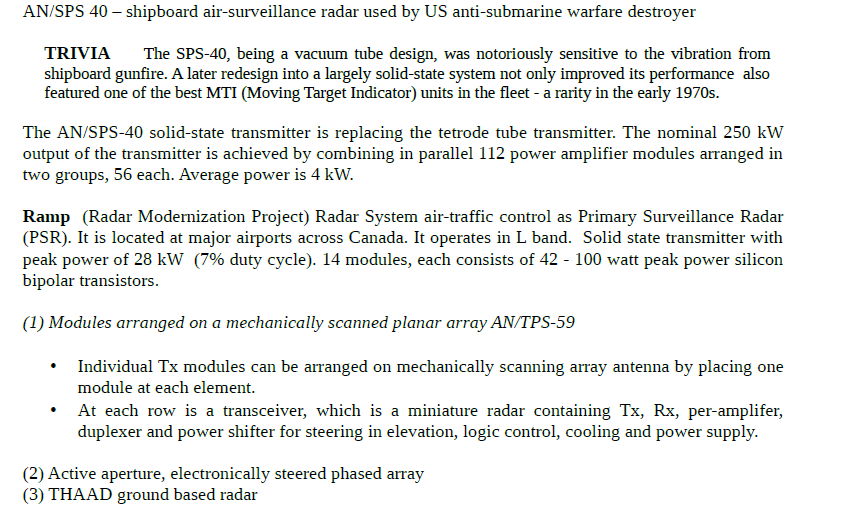 AN/SPS 40 – shipboard air-surveillance radar used by US anti-submarine warfare destroyer
TRIVIA The SPS-40, being a vacuum tube design, was notoriously sensitive to the vibration from
shipboard gunfire. A later redesign into a largely solid-state system not only improved its performance also
featured one of the best MTI (Moving Target Indicator) units in the fleet - a rarity in the early 1970s.
The AN/SPS-40 solid-state transmitter is replacing the tetrode tube transmitter. The nominal 250 kW
output of the transmitter is achieved by combining in parallel 112 power amplifier modules arranged in
two groups, 56 each. Average power is 4 kW.
Ramp (Radar Modernization Project) Radar System air-traffic control as Primary Surveillance Radar
(PSR). It is located at major airports across Canada. It operates in L band. Solid state transmitter with
peak power of 28 kW (7% duty cycle). 14 modules, each consists of 42 - 100 watt peak power silicon
bipolar transistors.
(1) Modules arranged on a mechanically scanned planar array AN/TPS-59
• Individual Tx modules can be arranged on mechanically scanning array antenna by placing one
module at each element.
• At each row is a transceiver, which is a miniature radar containing Tx, Rx, per-amplifer,
duplexer and power shifter for steering in elevation, logic control, cooling and power supply.
(2) Active aperture, electronically steered phased array
(3) THAAD ground based radar